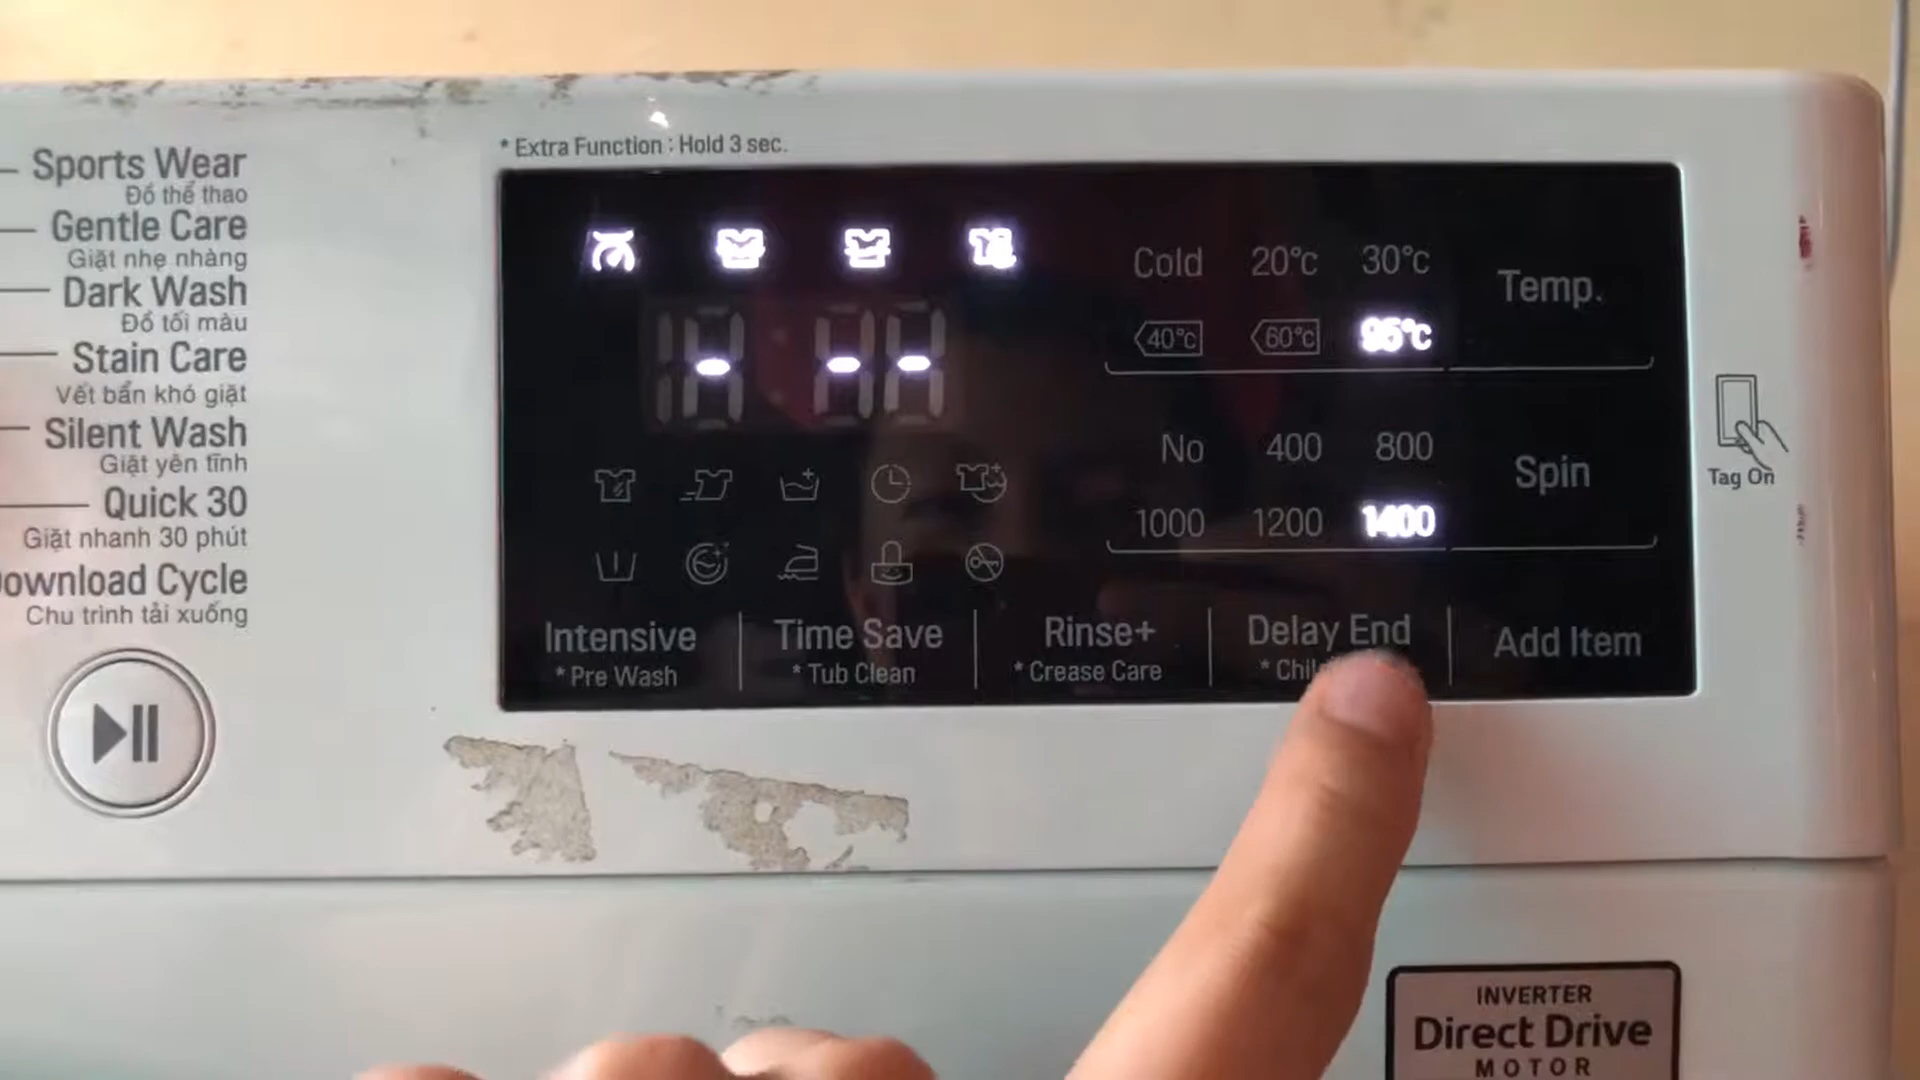 * Extra Function : Hold 3 sec.
Sports Wear
Đồ thể thao
Gentle Care
Giặt nhẹ nhàng
Dark Wash
Đồ tối màu
Stain Care
Vết bẩn khó giặt
Silent Wash
Giặt yên tĩnh
Quick 30
Giặt nhanh 30 phút
Download Cycle
Chu trình tải xuống
Cold 20°C 30°C
40°C 60°C 95°C
Temp.
- --
No 400 800
1000 1200 1400
Spin
Tag On
Intensive
* Pre Wash
Time Save
* Tub Clean
Rinse+
* Crease Care
Delay End
Add Item
INVERTER
Direct Drive
MOTOR